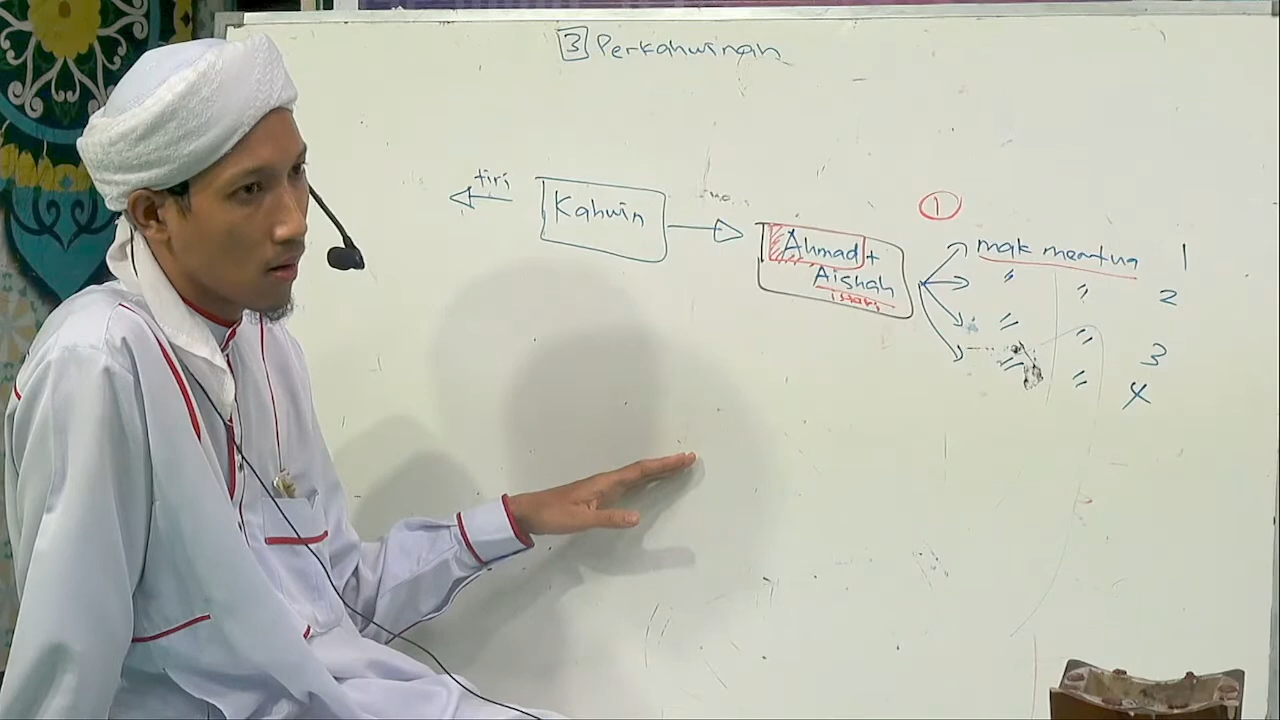 3 Perkahwinan
tiri
Kahwin
Ahmad +
Aishah
isteri
1
mak mentua 1
〃 〃 2
〃 〃 3
〃 〃 4